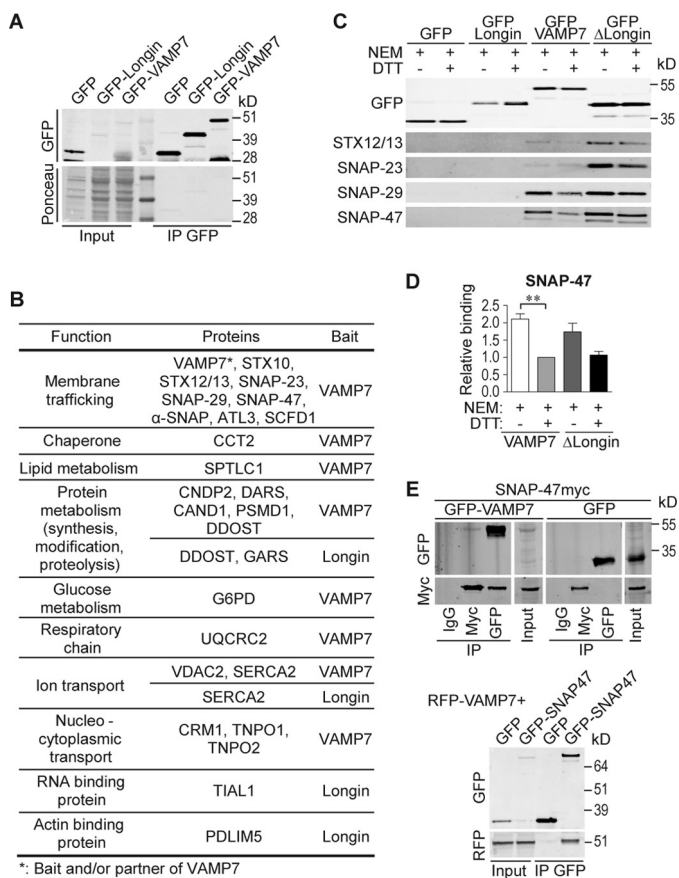 A
GFP
GFP-Longin
GFP-VAMP7
GFP
GFP-Longin
GFP-VAMP7
kD
GFP
51
39
28
Ponceau
51
39
28
Input
IP GFP
B
Function Proteins Bait
Membrane trafficking
VAMP7*, STX10,
STX12/13, SNAP-23,
SNAP-29, SNAP-47,
α-SNAP, ATL3, SCFD1
VAMP7
Chaperone CCT2 VAMP7
Lipid metabolism SPTLC1 VAMP7
Protein
metabolism
(synthesis,
modification,
proteolysis)
CNDP2, DARS,
CAND1, PSMD1,
DDOST
VAMP7
DDOST, GARS Longin
Glucose
metabolism
G6PD VAMP7
Respiratory
chain
UQCRC2 VAMP7
Ion transport
VDAC2, SERCA2 VAMP7
SERCA2 Longin
Nucleo -
cytoplasmic
transport
CRM1, TNPO1,
TNPO2
VAMP7
RNA binding
protein
TIAL1 Longin
Actin binding
protein
PDLIM5 Longin
*: Bait and/or partner of VAMP7
C
GFP
GFP
Longin
GFP
VAMP7
GFP
ΔLongin
NEM + + + + + + + +
DTT - + - + - + - +
kD
GFP
55
35
STX12/13
SNAP-23
SNAP-29
SNAP-47
D
SNAP-47
Relative binding
2.5
2.0
1.5
1.0
0.5
0.0
**
NEM: + + + +
DTT: - + - +
VAMP7 ΔLongin
E
SNAP-47myc
GFP-VAMP7 GFP
kD
GFP
55
35
Myc
IgG
Myc
GFP
Input
IgG
Myc
GFP
Input
IP IP
RFP-VAMP7+
GFP
GFP-SNAP47
GFP
GFP-SNAP47
kD
GFP
64
51
39
RFP
51
Input IP GFP